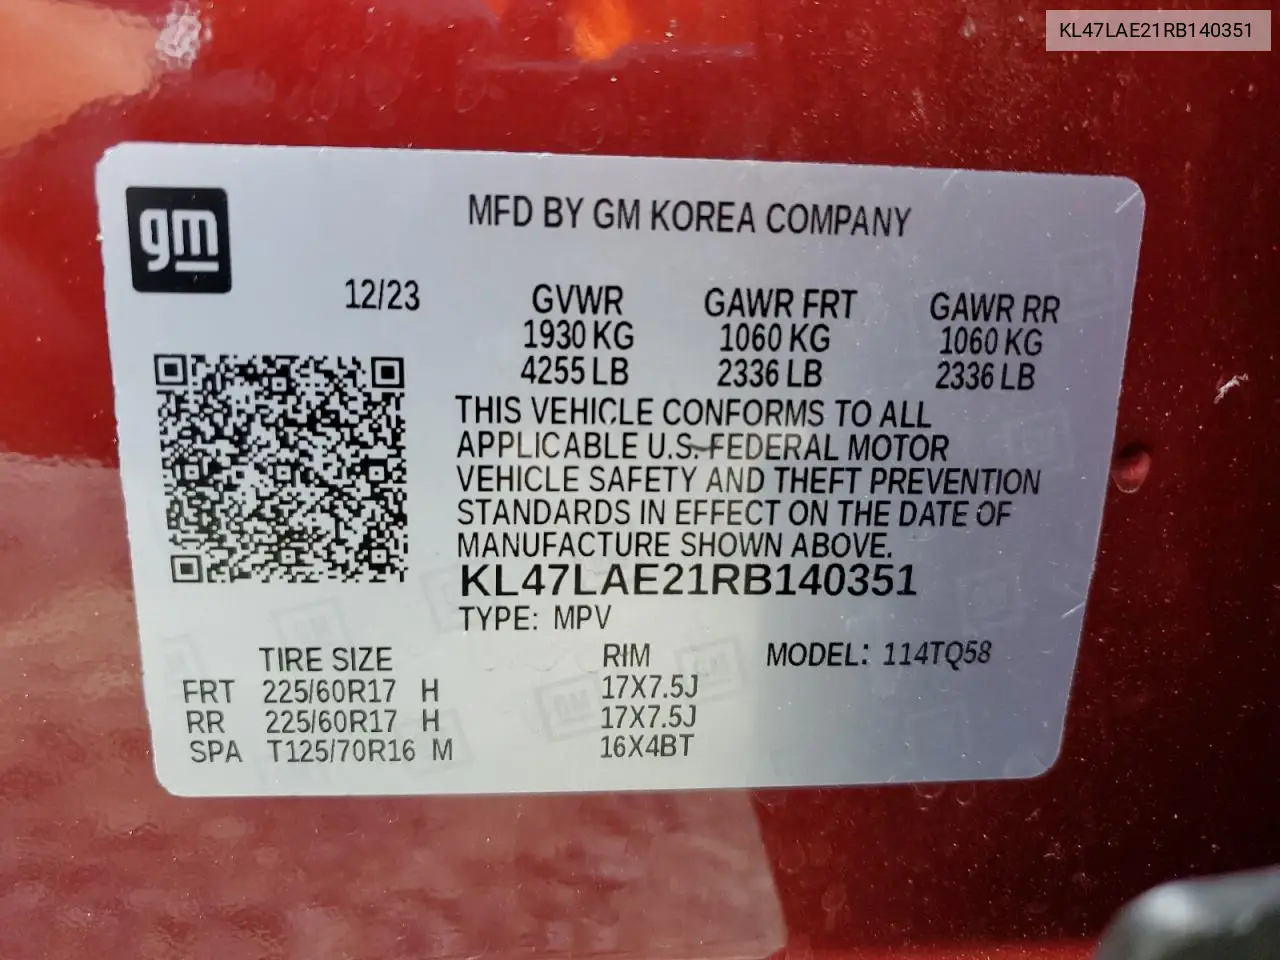 KL47LAE21RB140351
gm
MFD BY GM KOREA COMPANY
12/23
GVWR GAWR FRT GAWR RR
1930 KG 1060 KG 1060 KG
4255 LB 2336 LB 2336 LB
THIS VEHICLE CONFORMS TO ALL
APPLICABLE U.S. FEDERAL MOTOR
VEHICLE SAFETY AND THEFT PREVENTION
STANDARDS IN EFFECT ON THE DATE OF
MANUFACTURE SHOWN ABOVE.
KL47LAE21RB140351
TYPE: MPV
TIRE SIZE RIM MODEL: 114TQ58
FRT 225/60R17 H 17X7.5J
RR 225/60R17 H 17X7.5J
SPA T125/70R16 M 16X4BT